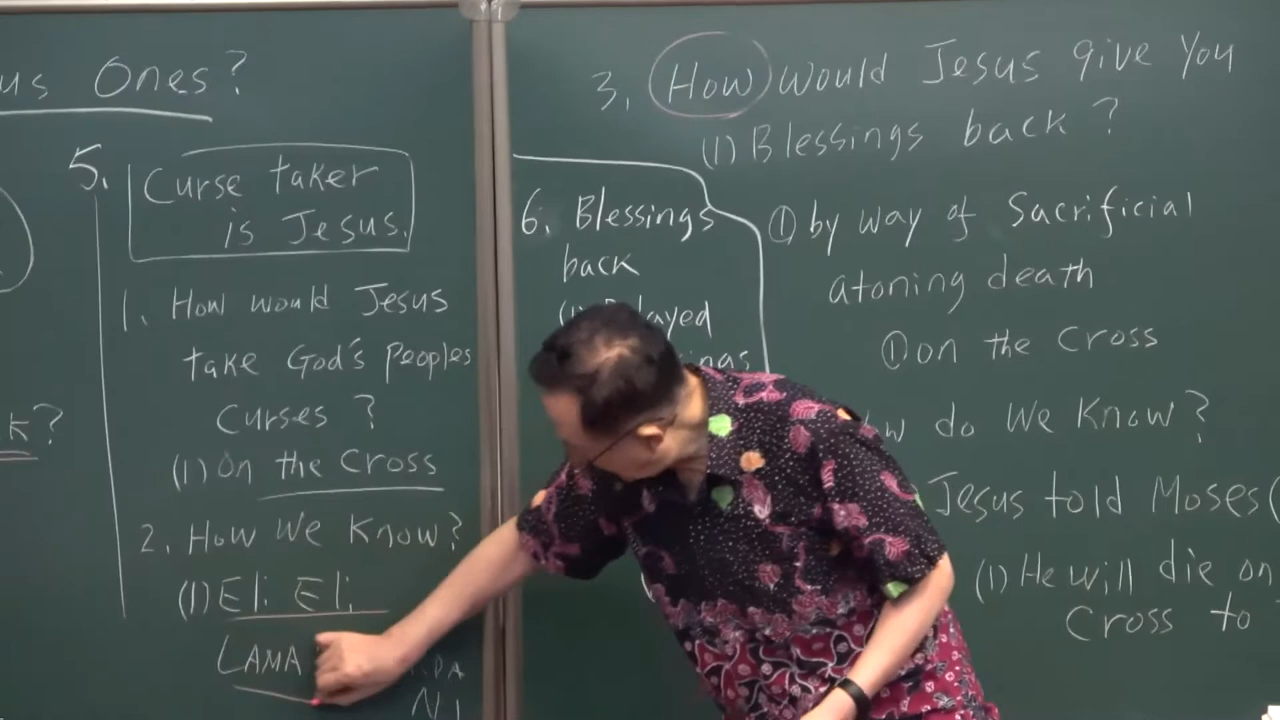 us Ones?
5.
Curse taker
is Jesus.
1. How would Jesus
take God's Peoples
Curses ?
(1) On the Cross
2. How We Know?
(1) Eli Eli
LAMA
k?
6. Blessings
back
3. How would Jesus give You
(1) Blessings back ?
① by way of Sacrificial
atoning death
① on the Cross
do We Know?
Jesus told Moses (
(1) He will die on
Cross to